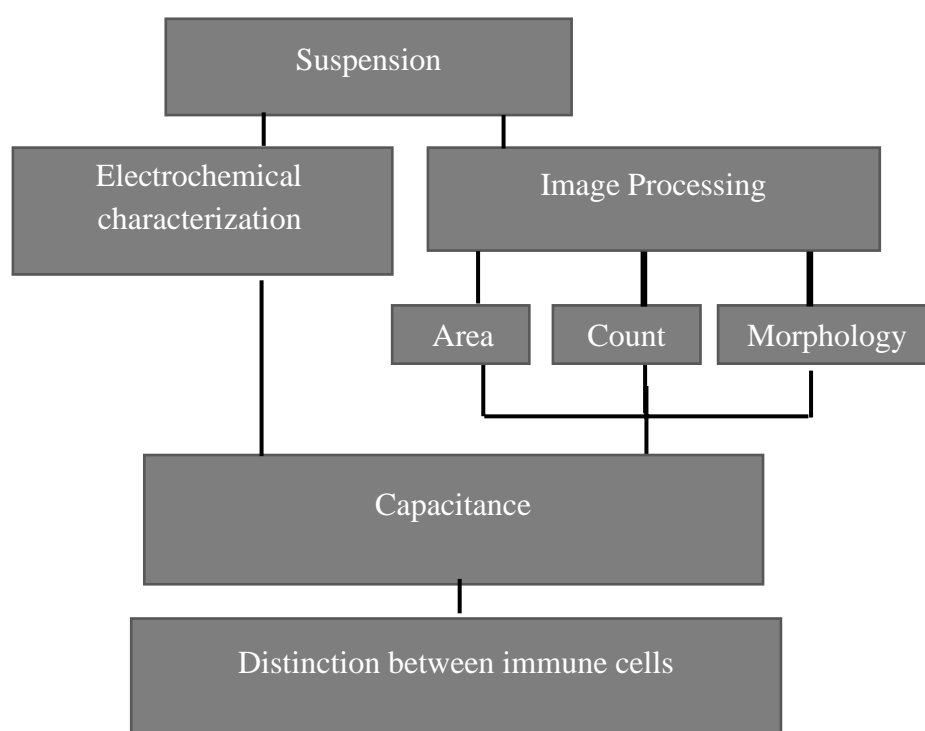 Suspension
Electrochemical
characterization
Image Processing
Area
Count
Morphology
Capacitance
Distinction between immune cells